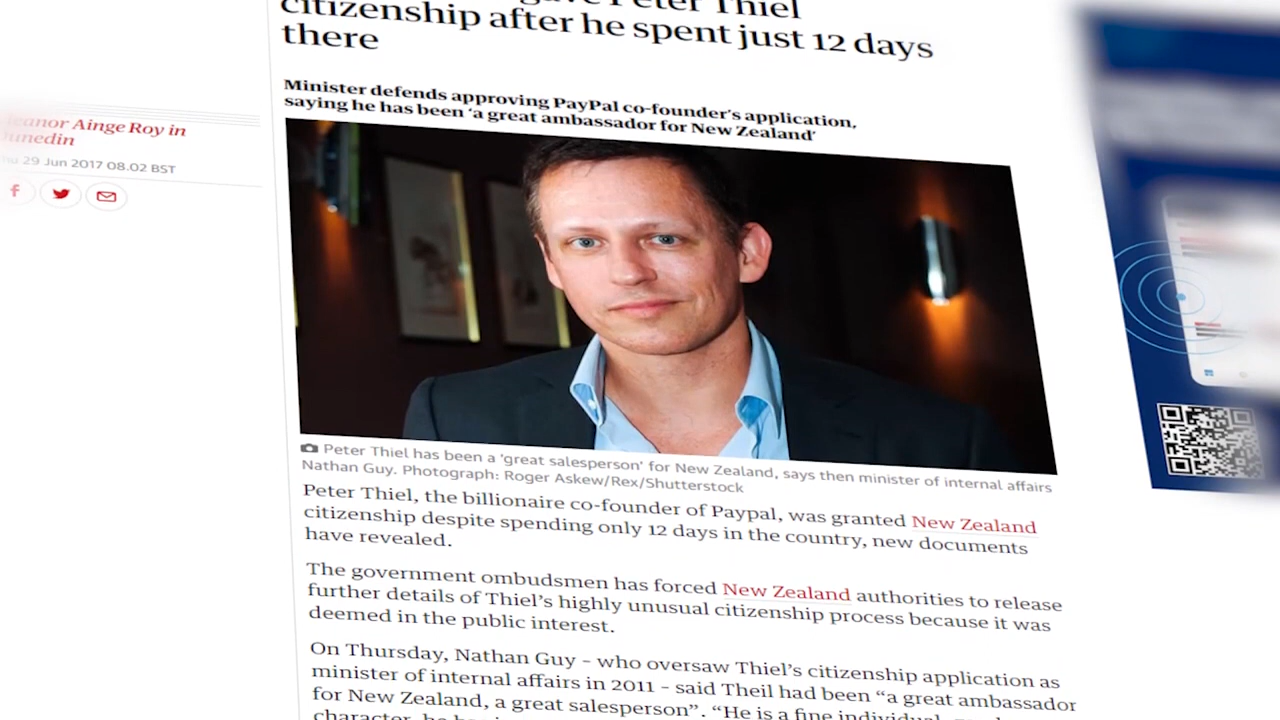 Peter Thiel
citizenship after he spent just 12 days
there
Minister defends approving PayPal co-founder's application,
saying he has been 'a great ambassador for New Zealand'
Ainge Roy in
29 Jun 2017 08.02 BST
Peter Thiel has been a 'great salesperson' for New Zealand, says then minister of internal affairs
Nathan Guy. Photograph: Roger Askew/Rex/Shutterstock
Peter Thiel, the billionaire co-founder of Paypal, was granted New Zealand
citizenship despite spending only 12 days in the country, new documents
have revealed.
The government ombudsmen has forced New Zealand authorities to release
further details of Thiel's highly unusual citizenship process because it was
deemed in the public interest.
On Thursday, Nathan Guy – who oversaw Thiel's citizenship application as
minister of internal affairs in 2011 – said Theil had been “a great ambassador
for New Zealand, a great salesperson”. “He is a fine individual,
character, he